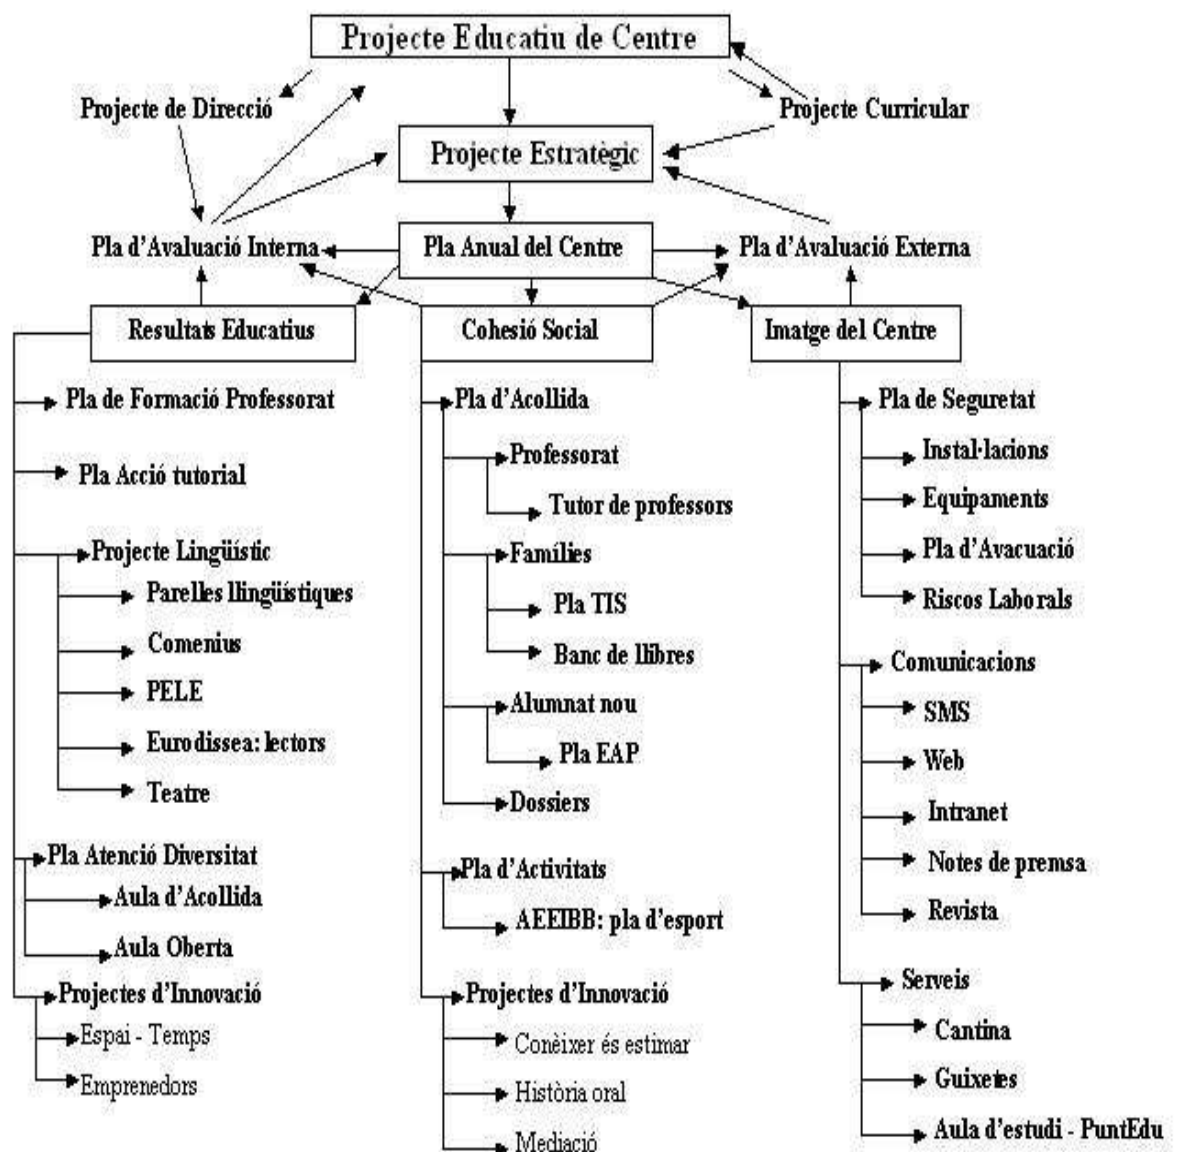 Projecte Educatiu de Centre
Projecte de Direcció
Projecte Curricular
Projecte Estratègic
Pla d'Avaluació Interna
Pla Anual del Centre
Pla d'Avaluació Externa
Resultats Educatius
Cohesió Social
Imatge del Centre
Pla de Formació Professorat
Pla Acció tutorial
Projecte Lingüístic
Parelles llingüístiques
Comenius
PELE
Eurodissea: lectors
Teatre
Pla Atenció Diversitat
Aula d'Acollida
Aula Oberta
Projectes d'Innovació
Espai - Temps
Emprenedors
Pla d'Acollida
Professorat
Tutor de professors
Famílies
Pla TIS
Banc de llibres
Alumnat nou
Pla EAP
Dossiers
Pla d'Activitats
AEEIBB: pla d'esport
Projectes d'Innovació
Conèixer és estimar
Història oral
Mediació
Pla de Seguretat
Instal·lacions
Equipaments
Pla d'Avacuació
Riscos Laborals
Comunicacions
SMS
Web
Intranet
Notes de premsa
Revista
Serveis
Cantina
Guixetes
Aula d'estudi - PuntEdu